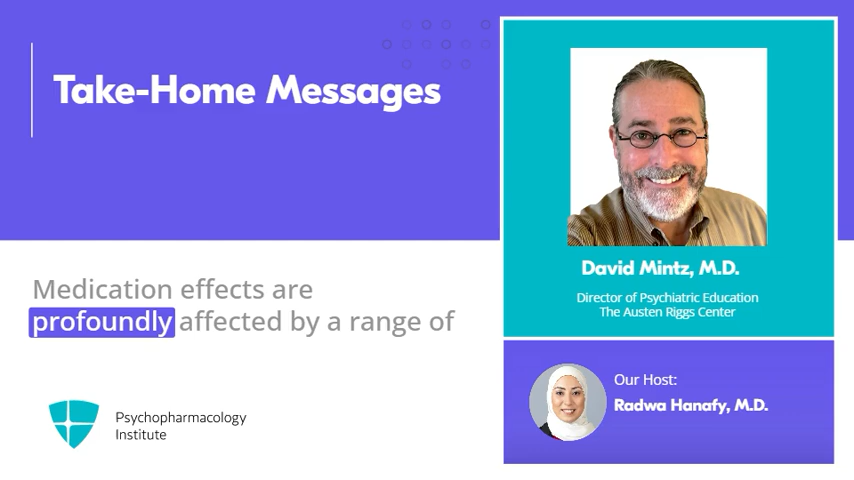 Take-Home Messages
Medication effects are
profoundly affected by a range of
Psychopharmacology
Institute
David Mintz, M.D.
Director of Psychiatric Education
The Austen Riggs Center
Our Host:
Radwa Hanafy, M.D.